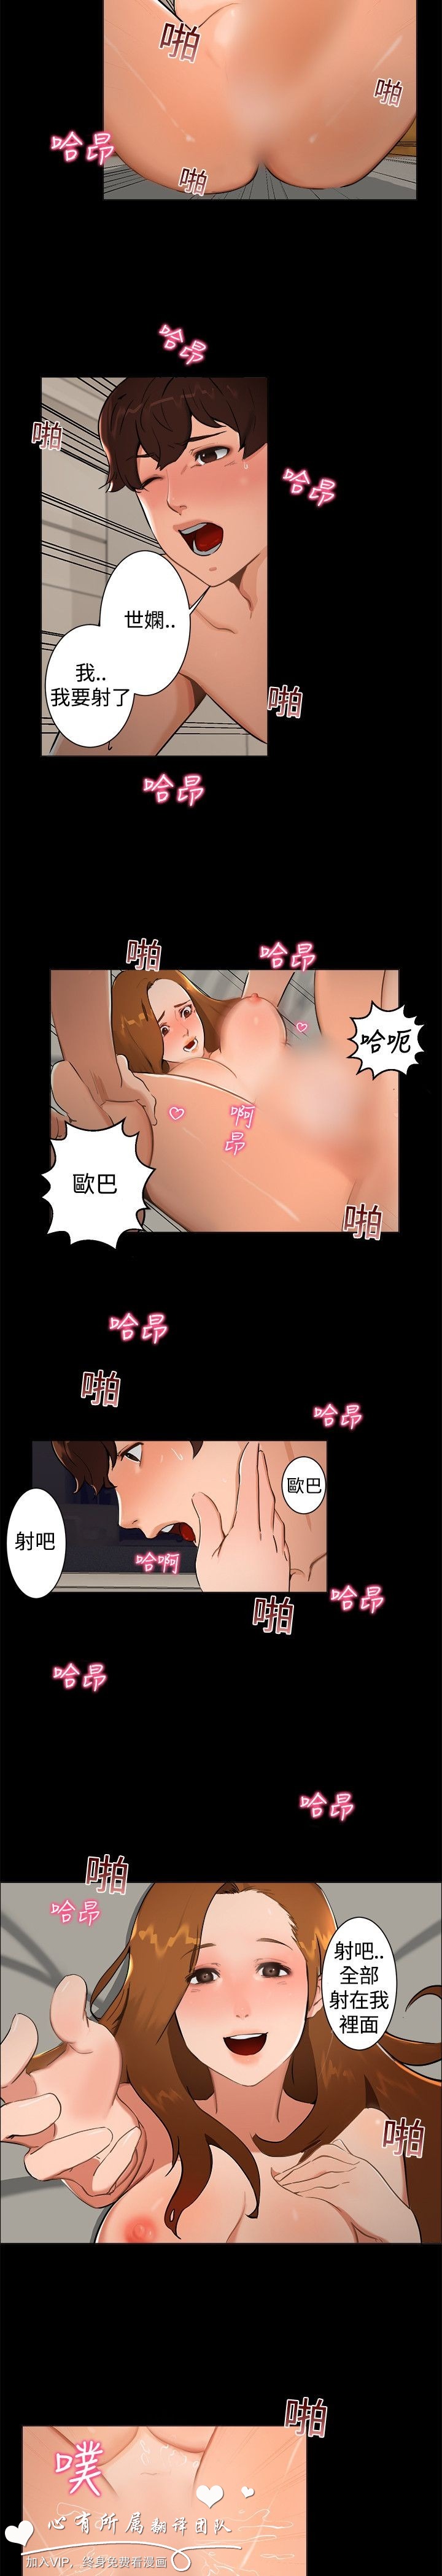 啪
啪
哈昂
啪
哈昂
啪
哈昂
世嫻..
我..
我要射了
啪
哈昂
啪
哈昂
哈呃
啊
昂
歐巴
啪
哈昂
啪
哈昂
歐巴
射吧
哈啊
哈昂
啪
哈昂
哈昂
啪
哈昂
射吧..
全部
射在我
裡面
啪
啪
噗
心有所属翻译团队
加入VIP，终身免费看漫画